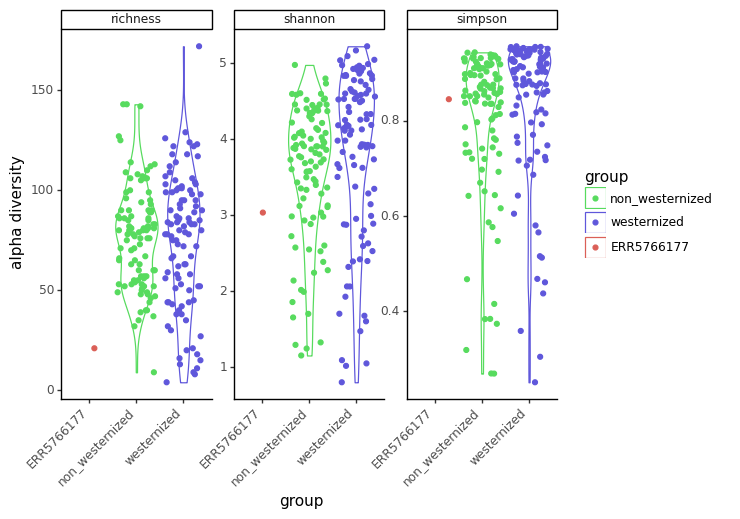 richness
shannon
simpson
alpha diversity
150
100
50
0
5
4
3
2
1
0.8
0.6
0.4
ERR5766177
non_westernized
westernized
ERR5766177
non_westernized
westernized
ERR5766177
non_westernized
westernized
group
group
non_westernized
westernized
ERR5766177